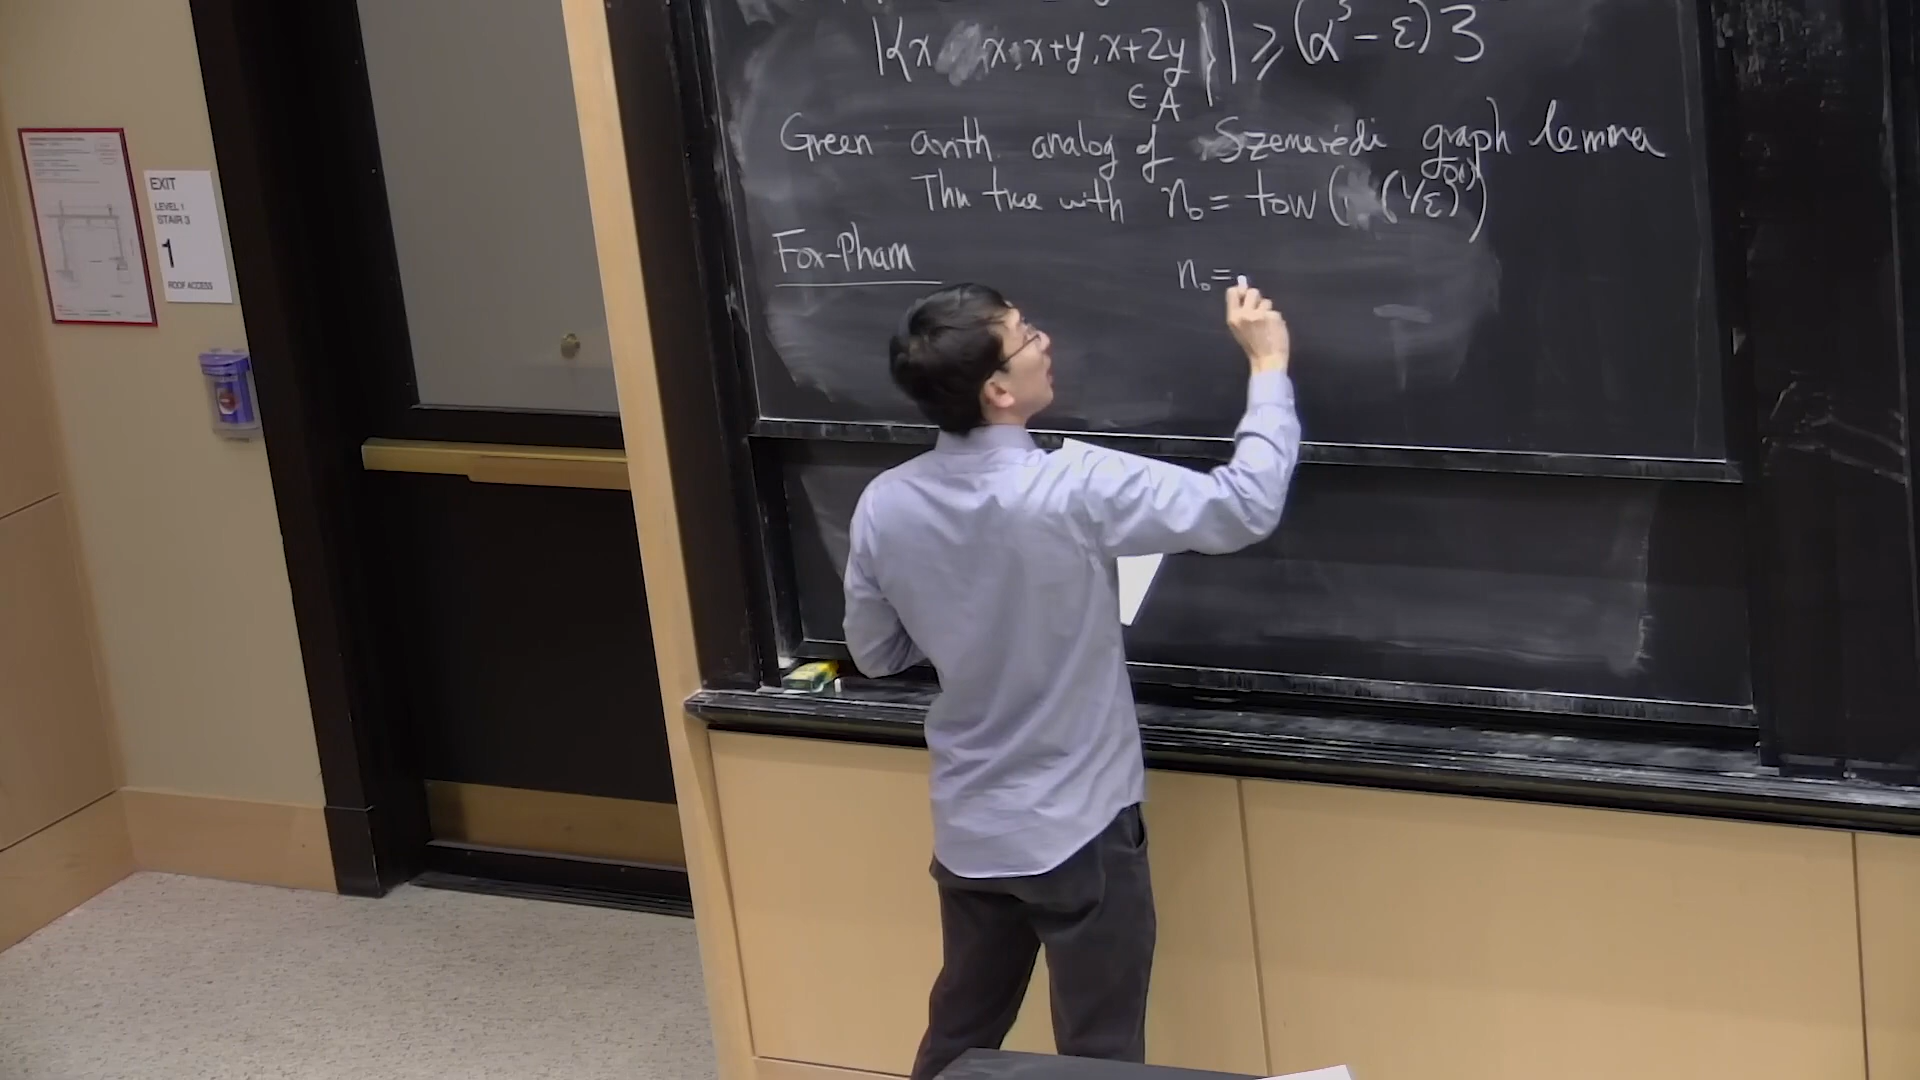 |{x, x+y, x+2y}| ≥ (α³ - ε) 3
∈ A
Green arith analog of Szemerédi graph lemma
Thm true with n₀ = tow((1/ε)^O(1))
Fox-Pham
n₀ =
EXIT
LEVEL 1
STAIR 3
1
ROOF ACCESS